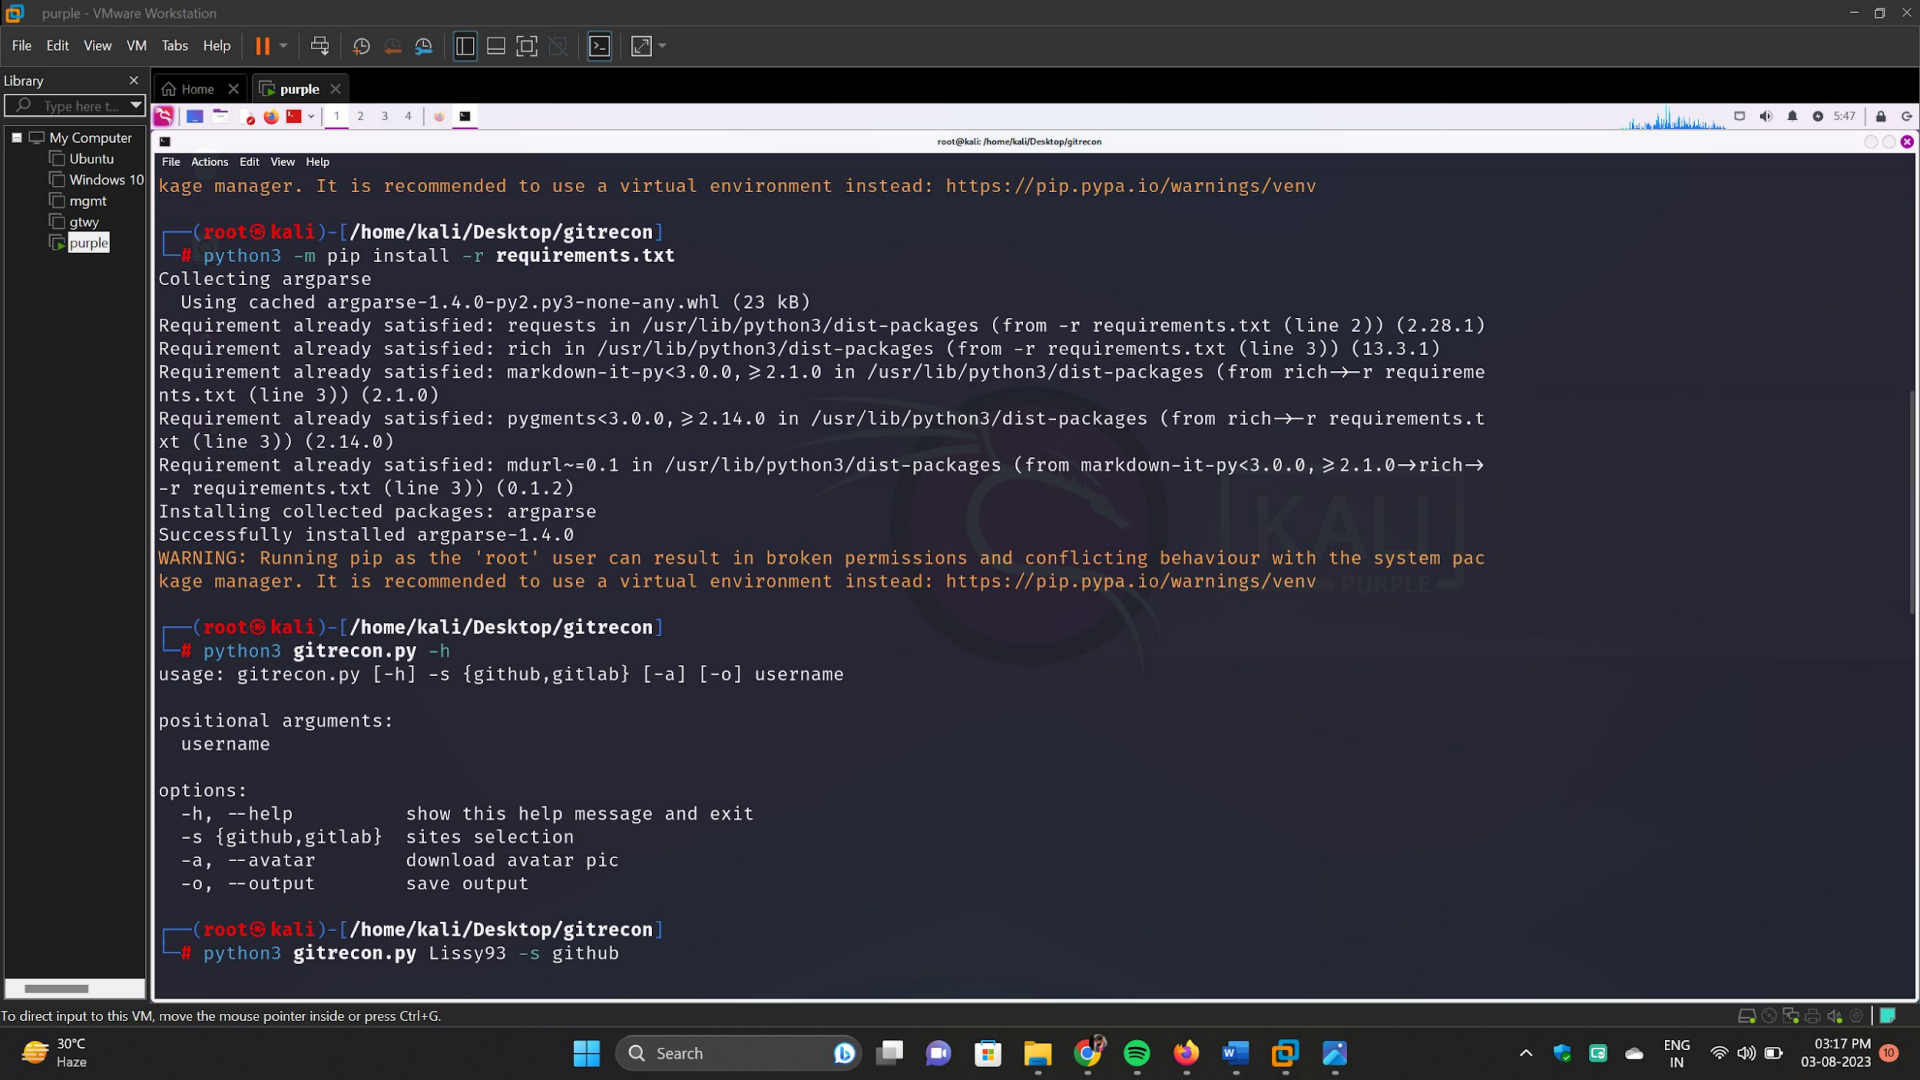 purple - VMware Workstation
File Edit View VM Tabs Help
Library
Type here t...
My Computer
Ubuntu
Windows 10
mgmt
gtwy
purple
Home
purple
1 2 3 4
5:47
root@kali: /home/kali/Desktop/gitrecon
File Actions Edit View Help
kage manager. It is recommended to use a virtual environment instead: https://pip.pypa.io/warnings/venv
(root㉿kali)-[/home/kali/Desktop/gitrecon]
# python3 -m pip install -r requirements.txt
Collecting argparse
Using cached argparse-1.4.0-py2.py3-none-any.whl (23 kB)
Requirement already satisfied: requests in /usr/lib/python3/dist-packages (from -r requirements.txt (line 2)) (2.28.1)
Requirement already satisfied: rich in /usr/lib/python3/dist-packages (from -r requirements.txt (line 3)) (13.3.1)
Requirement already satisfied: markdown-it-py<3.0.0,≥2.1.0 in /usr/lib/python3/dist-packages (from rich→-r requireme
nts.txt (line 3)) (2.1.0)
Requirement already satisfied: pygments<3.0.0,≥2.14.0 in /usr/lib/python3/dist-packages (from rich→-r requirements.t
xt (line 3)) (2.14.0)
Requirement already satisfied: mdurl~=0.1 in /usr/lib/python3/dist-packages (from markdown-it-py<3.0.0,≥2.1.0→rich→
-r requirements.txt (line 3)) (0.1.2)
Installing collected packages: argparse
Successfully installed argparse-1.4.0
WARNING: Running pip as the 'root' user can result in broken permissions and conflicting behaviour with the system pac
kage manager. It is recommended to use a virtual environment instead: https://pip.pypa.io/warnings/venv
KALI
PURPLE
(root㉿kali)-[/home/kali/Desktop/gitrecon]
# python3 gitrecon.py -h
usage: gitrecon.py [-h] -s {github,gitlab} [-a] [-o] username
positional arguments:
username
options:
-h, --help show this help message and exit
-s {github,gitlab} sites selection
-a, --avatar download avatar pic
-o, --output save output
(root㉿kali)-[/home/kali/Desktop/gitrecon]
# python3 gitrecon.py Lissy93 -s github
To direct input to this VM, move the mouse pointer inside or press Ctrl+G.
30°C
Haze
Search
ENG
IN
03:17 PM
03-08-2023
10